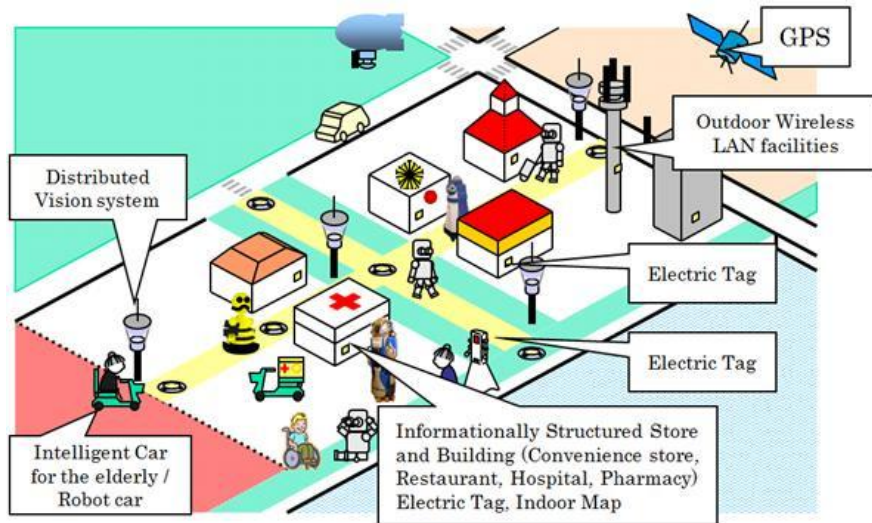 GPS
Outdoor Wireless
LAN facilities
Distributed
Vision system
Electric Tag
Electric Tag
Intelligent Car
for the elderly /
Robot car
Informationally Structured Store
and Building (Convenience store,
Restaurant, Hospital, Pharmacy)
Electric Tag, Indoor Map